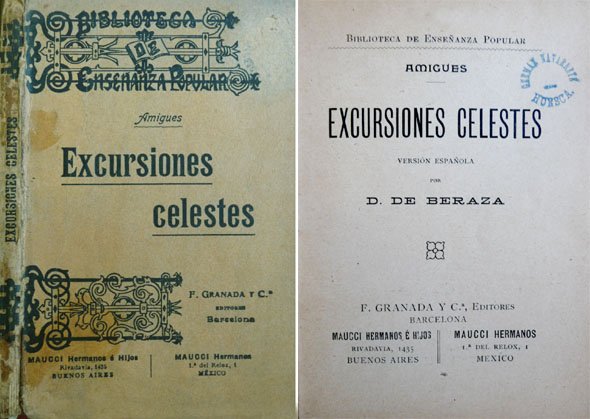 EXCURSIONES CELESTES
BIBLIOTECA
DE
ENSEÑANZA POPULAR
Amigues
Excursiones
celestes
F. GRANADA Y C.ª
EDITORES
Barcelona
MAUCCI Hermanos é Hijos
Rivadavia, 1435
BUENOS AIRES
MAUCCI Hermanos
1.ª del Relox, 1
MÉXICO
BIBLIOTECA DE ENSEÑANZA POPULAR
AMIGUES
EXCURSIONES CELESTES
VERSIÓN ESPAÑOLA
POR
D. DE BERAZA
HUESCA
F. GRANADA Y C.ª, EDITORES
BARCELONA
MAUCCI HERMANOS É HIJOS
RIVADAVIA, 1435
BUENOS AIRES
MAUCCI HERMANOS
1.ª DEL RELOX, 1
MEXICO